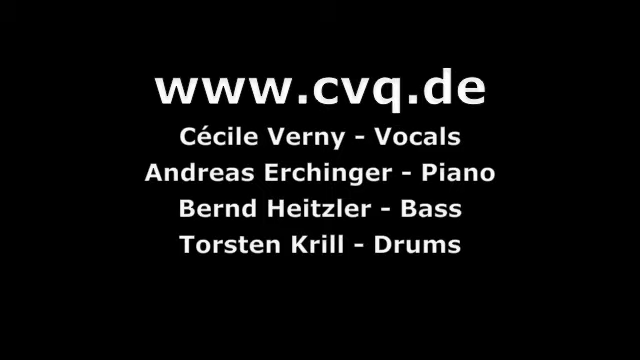 www.cvq.de
Cécile Verny - Vocals
Andreas Erchinger - Piano
Bernd Heitzler - Bass
Torsten Krill - Drums